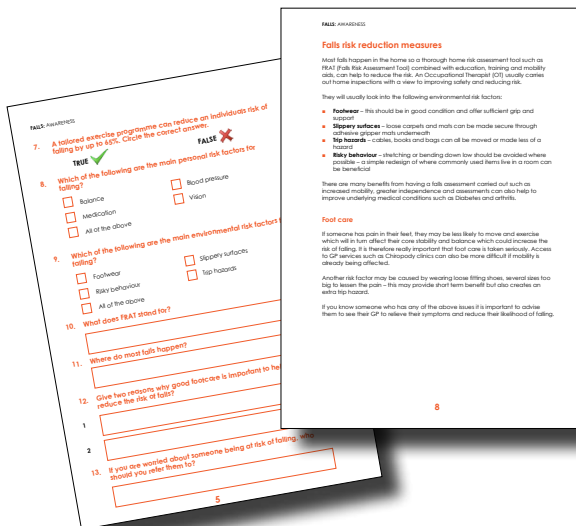 FALLS: AWARENESS
7. A tailored exercise programme can reduce an individuals risk of
falling by up to 65%. Circle the correct answer.
TRUE FALSE
8. Which of the following are the main personal risk factors for
falling?
Balance Blood pressure
Medication Vision
All of the above
9. Which of the following are the main environmental risk factors
falling?
Footwear Slippery surfaces
Risky behaviour Trip hazards
All of the above
10. What does FRAT stand for?
11. Where do most falls happen?
12. Give two reasons why good footcare is important to
reduce the risk of falls?
1
2
13. If you are worried about someone being at risk of falling, who
should you refer them to?
5
FALLS: AWARENESS
Falls risk reduction measures
Most falls happen in the home so a thorough home risk assessment tool such as
FRAT (Falls Risk Assessment Tool) combined with education, training and mobility
aids, can help to reduce the risk. An Occupational Therapist (OT) usually carries
out home inspections with a view to improving safety and reducing risk.
They will usually look into the following environmental risk factors:
Footwear – this should be in good condition and offer sufficient grip and
support
Slippery surfaces – loose carpets and mats can be made secure through
adhesive gripper mats underneath
Trip hazards – cables, books and bags can all be moved or made less of a
hazard
Risky behaviour – stretching or bending down low should be avoided where
possible – a simple redesign of where commonly used items live in a room can
be beneficial
There are many benefits from having a falls assessment carried out such as
increased mobility, greater independence and assessments can also help to
improve underlying medical conditions such as Diabetes and arthritis.
Foot care
If someone has pain in their feet, they may be less likely to move and exercise
which will in turn affect their core stability and balance which could increase the
risk of falling. It is therefore really important that foot care is taken seriously. Access
to GP services such as Chiropody clinics can also be more difficult if mobility is
already being affected.
Another risk factor may be caused by wearing loose fitting shoes, several sizes too
big to lessen the pain – this may provide short term benefit but also creates an
extra trip hazard.
If you know someone who has any of the above issues it is important to advise
them to see their GP to relieve their symptoms and reduce their likelihood of falling.
8